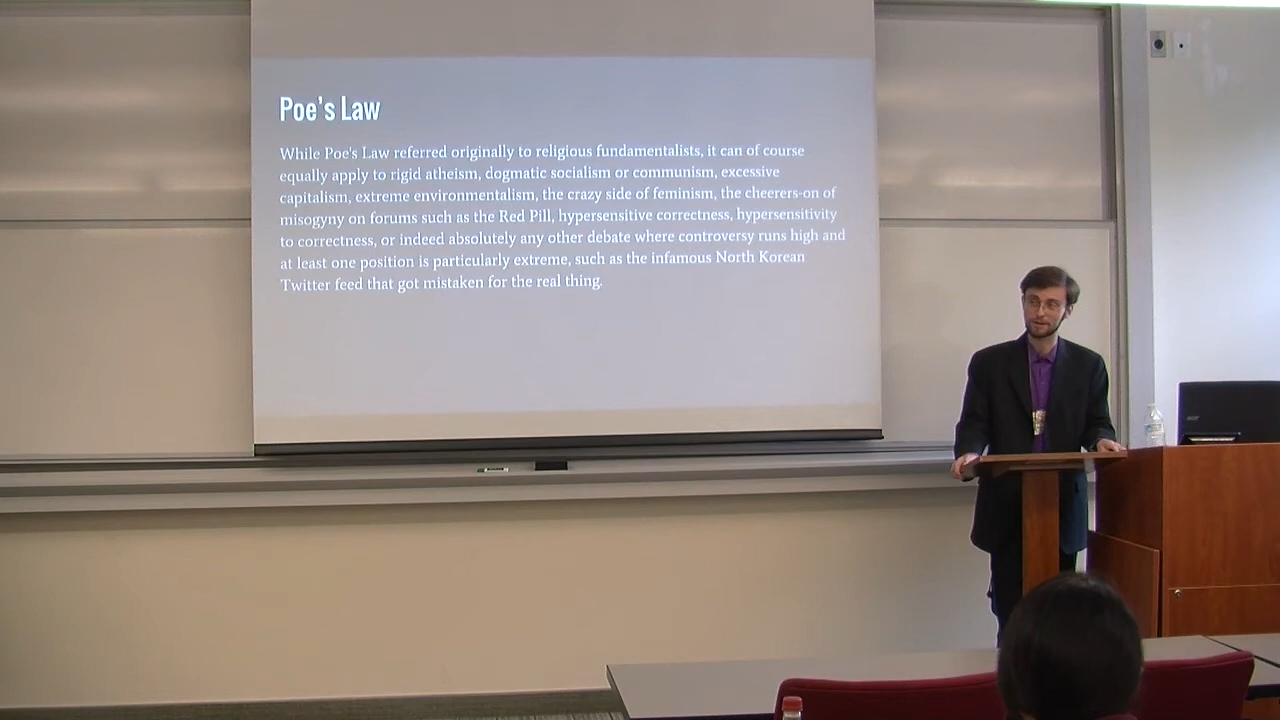 Poe's Law
While Poe's Law referred originally to religious fundamentalists, it can of course
equally apply to rigid atheism, dogmatic socialism or communism, excessive
capitalism, extreme environmentalism, the crazy side of feminism, the cheerers-on of
misogyny on forums such as the Red Pill, hypersensitive correctness, hypersensitivity
to correctness, or indeed absolutely any other debate where controversy runs high and
at least one position is particularly extreme, such as the infamous North Korean
Twitter feed that got mistaken for the real thing.